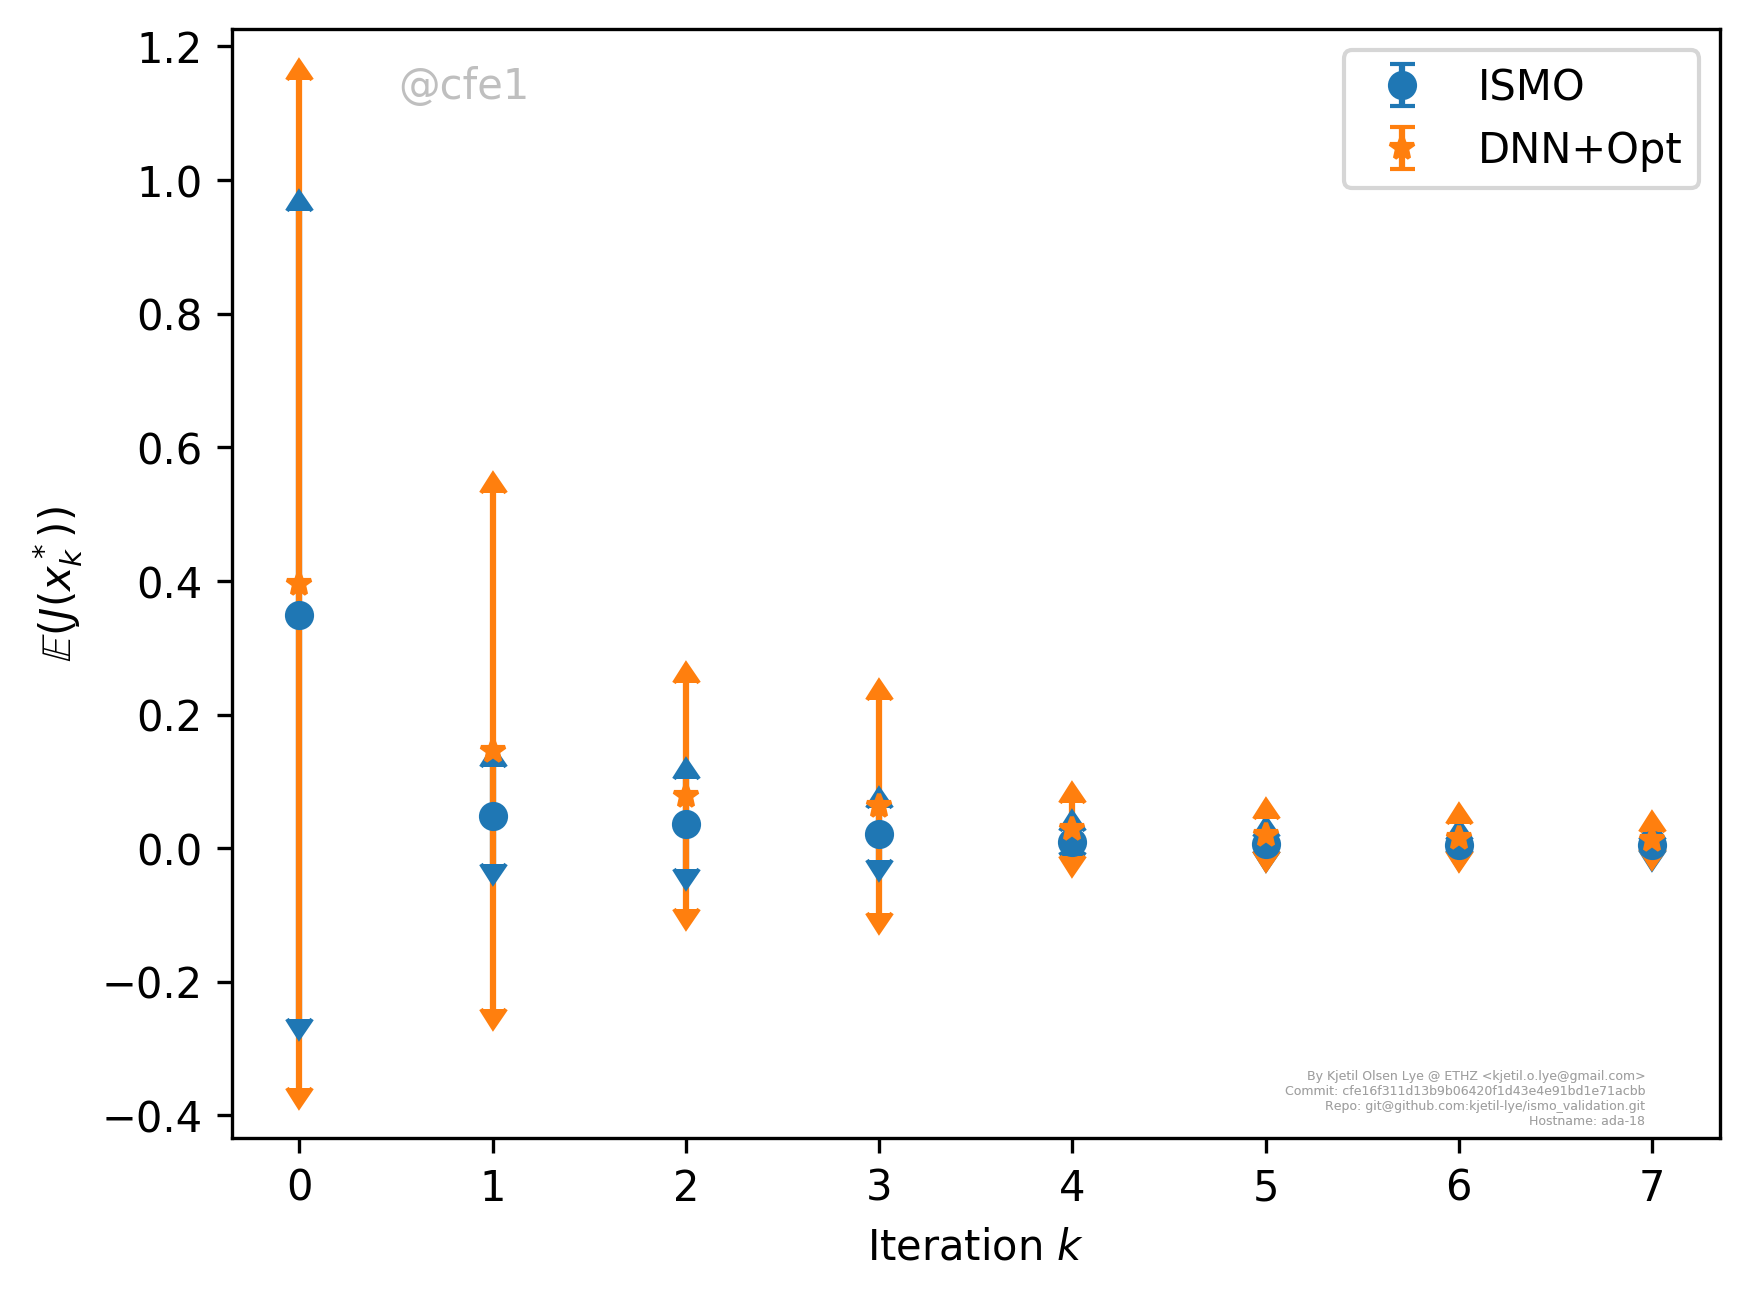 @cfe1
ISMO
DNN+Opt
1.2
1.0
0.8
0.6
0.4
0.2
0.0
−0.2
−0.4
𝔼(J(x*k))
By Kjetil Olsen Lye @ ETHZ <kjetil.o.lye@gmail.com>
Commit: cfe16f311d13b9b06420f1d43e4e91bd1e71acbb
Repo: git@github.com:kjetil-lye/ismo_validation.git
Hostname: ada-18
0 1 2 3 4 5 6 7
Iteration k